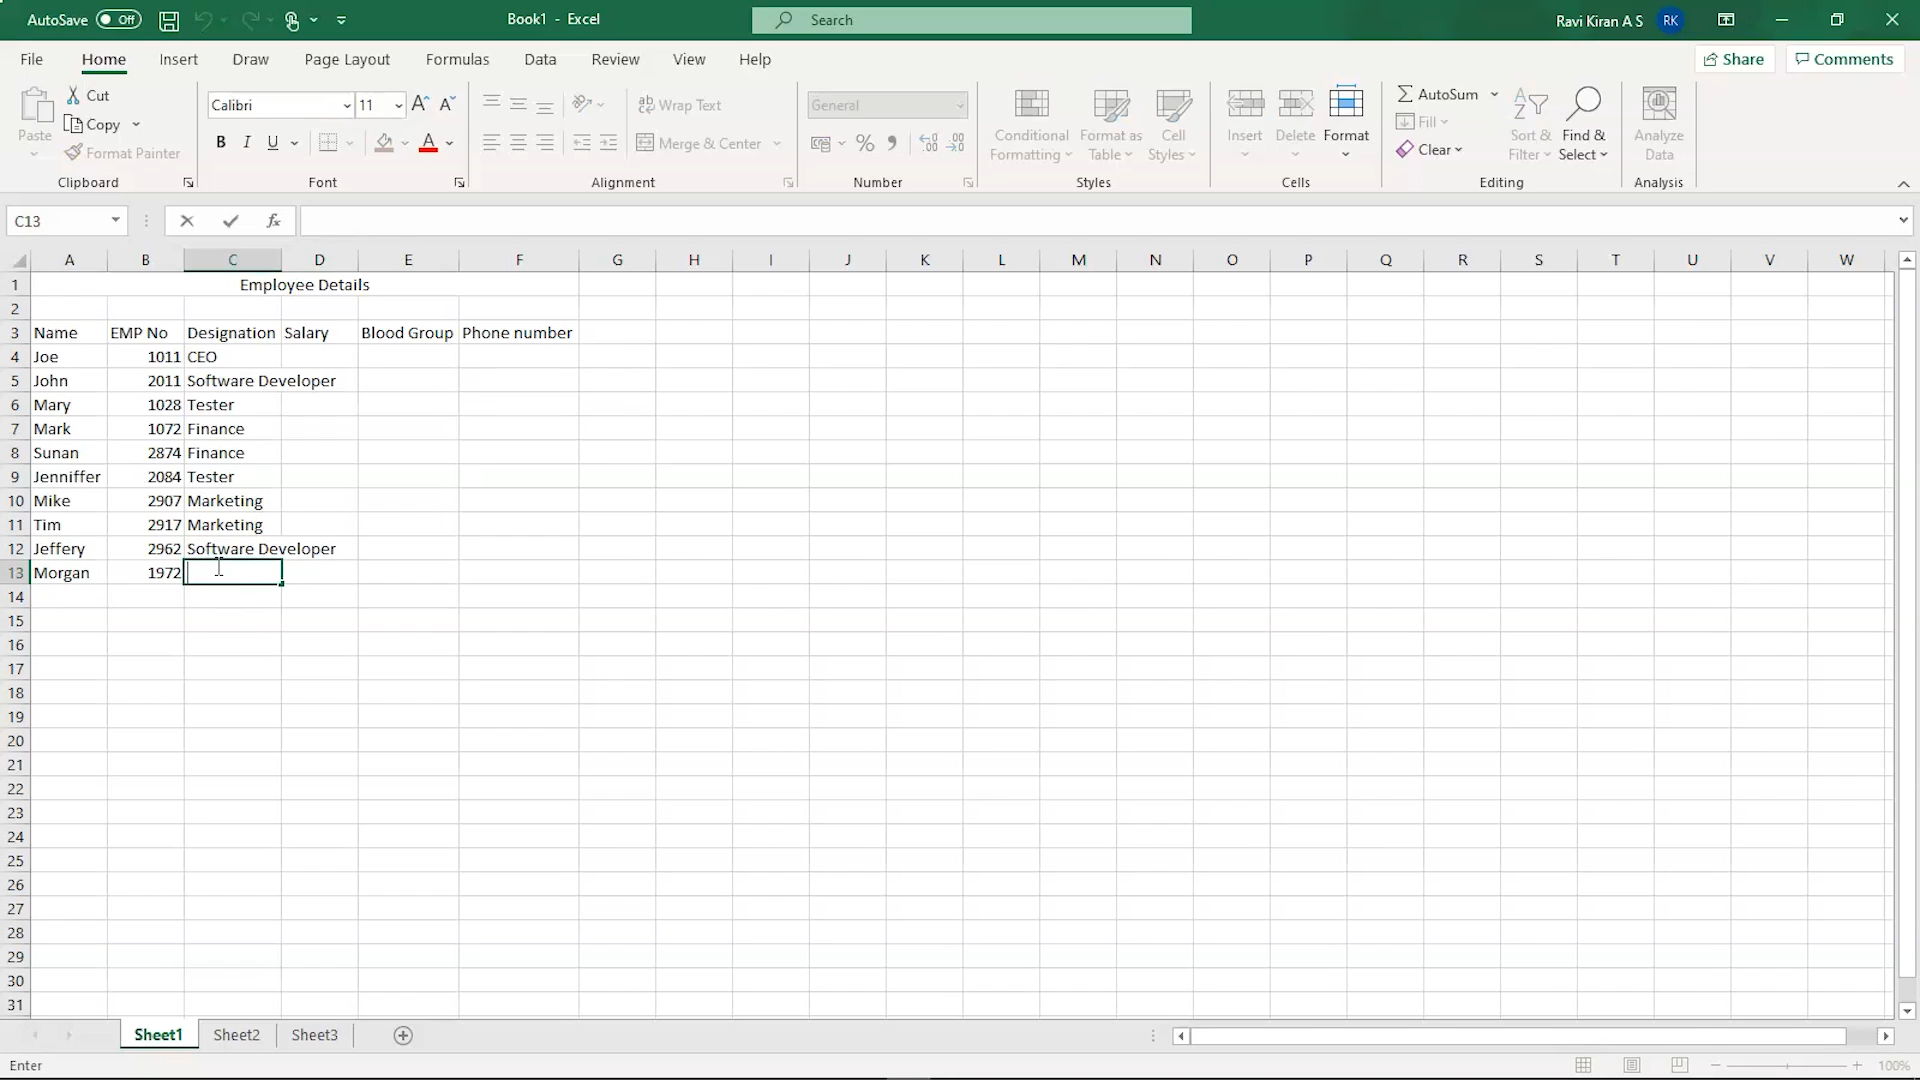 AutoSave Off Book1 - Excel Search Ravi Kiran A S RK
File Home Insert Draw Page Layout Formulas Data Review View Help Share Comments
Paste Cut Copy Format Painter Clipboard
Calibri 11 A A B I U A Font
Wrap Text Merge & Center Alignment
General % Number
Conditional Formatting Format as Table Cell Styles Styles
Insert Delete Format Cells
AutoSum Fill Clear Sort & Filter Find & Select Editing
Analyze Data Analysis
C13 fx
A B C D E F G H I J K L M N O P Q R S T U V W
1 Employee Details
2
3 Name EMP No Designation Salary Blood Group Phone number
4 Joe 1011 CEO
5 John 2011 Software Developer
6 Mary 1028 Tester
7 Mark 1072 Finance
8 Sunan 2874 Finance
9 Jenniffer 2084 Tester
10 Mike 2907 Marketing
11 Tim 2917 Marketing
12 Jeffery 2962 Software Developer
13 Morgan 1972
14
15
16
17
18
19
20
21
22
23
24
25
26
27
28
29
30
31
Sheet1 Sheet2 Sheet3
Enter 100%